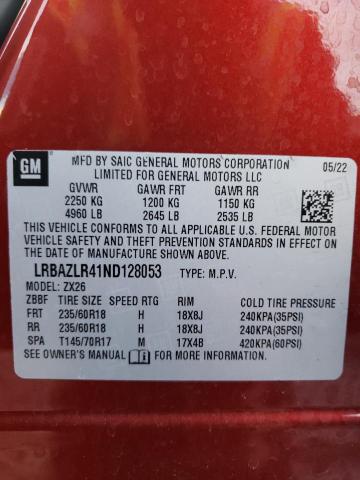 GM
MFD BY SAIC GENERAL MOTORS CORPORATION
LIMITED FOR GENERAL MOTORS LLC
05/22
GVWR GAWR FRT GAWR RR
2250 KG 1200 KG 1150 KG
4960 LB 2645 LB 2535 LB
THIS VEHICLE CONFORMS TO ALL APPLICABLE
U.S. FEDERAL MOTOR VEHICLE SAFETY,
BUMPER, AND THEFT PREVENTION STANDARDS
IN EFFECT ON THE DATE OF MANUFACTURE
SHOWN ABOVE.
LRBAZLR41ND128053 TYPE: M.P.V.
MODEL: ZX26
ZBBF TIRE SIZE SPEED RTG RIM COLD TIRE PRESSURE
FRT 235/60R18 H 18X8J 240KPA(35PSI)
RR 235/60R18 H 18X8J 240KPA(35PSI)
SPA T145/70R17 M 17X4B 420KPA(60PSI)
SEE OWNER'S MANUAL FOR ADDITIONAL INFORMATION.